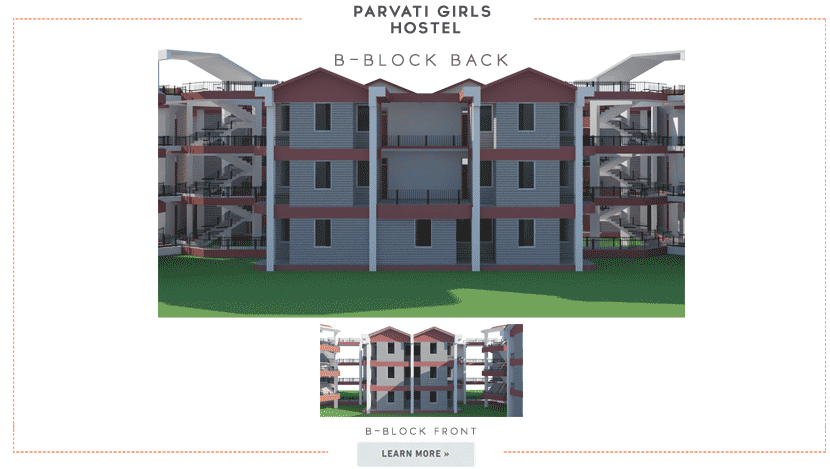 PARVATI GIRLS
HOSTEL
B-BLOCK BACK
B-BLOCK FRONT
LEARN MORE »